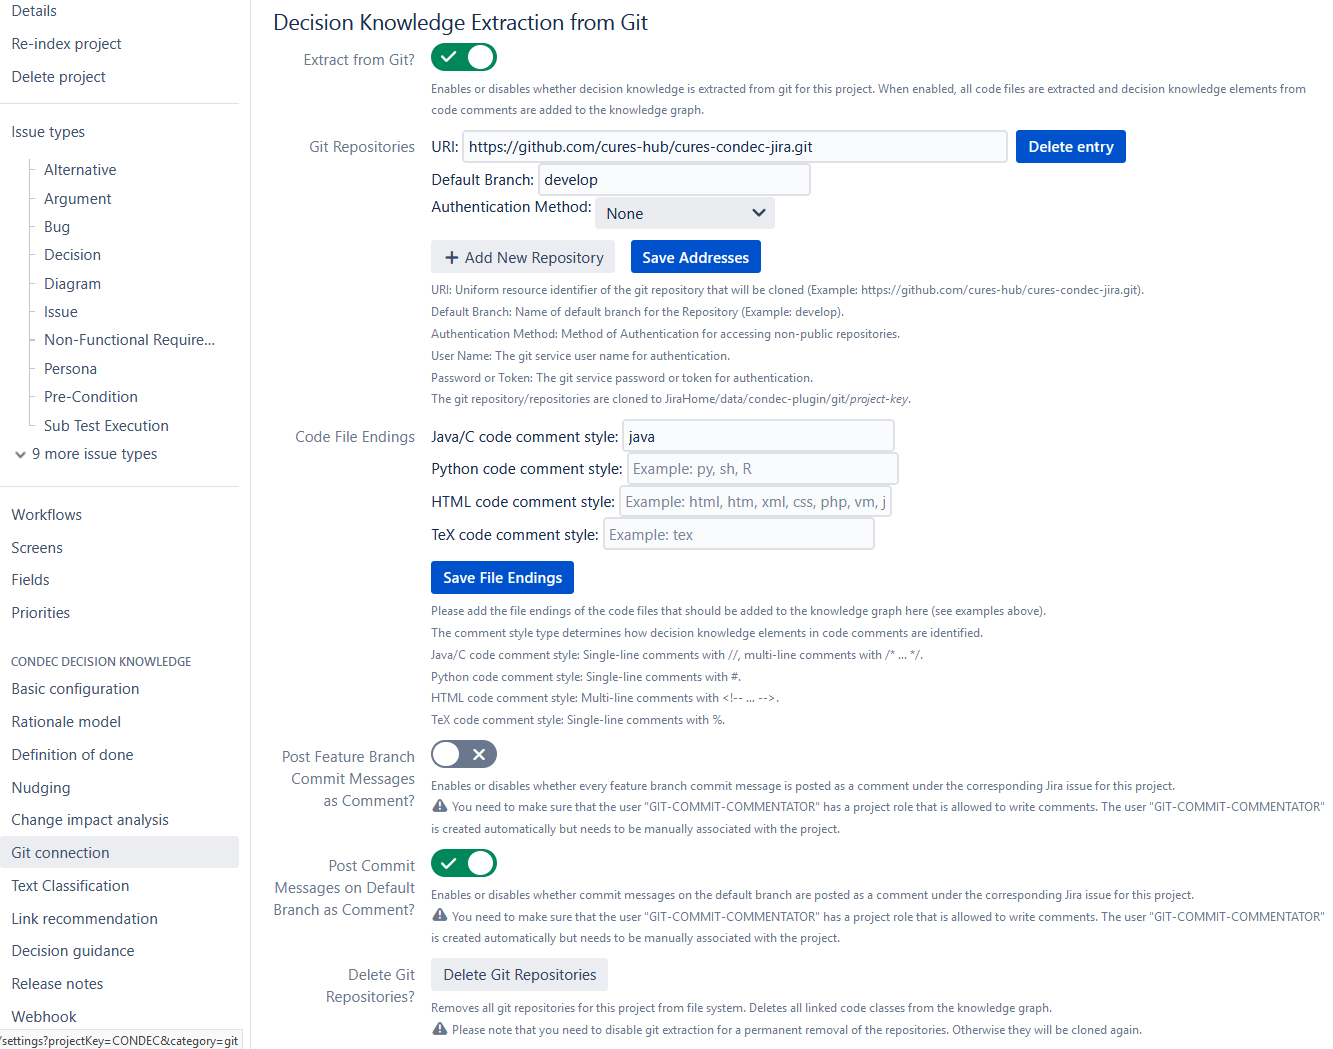 Details
Re-index project
Delete project
Issue types
Alternative
Argument
Bug
Decision
Diagram
Issue
Non-Functional Require...
Persona
Pre-Condition
Sub Test Execution
9 more issue types
Workflows
Screens
Fields
Priorities
CONDEC DECISION KNOWLEDGE
Basic configuration
Rationale model
Definition of done
Nudging
Change impact analysis
Git connection
Text Classification
Link recommendation
Decision guidance
Release notes
Webhook
/settings?projectKey=CONDEC&category=git
Decision Knowledge Extraction from Git
Extract from Git?
Enables or disables whether decision knowledge is extracted from git for this project. When enabled, all code files are extracted and decision knowledge elements from
code comments are added to the knowledge graph.
Git Repositories
URI: https://github.com/cures-hub/cures-condec-jira.git Delete entry
Default Branch: develop
Authentication Method: None
+ Add New Repository Save Addresses
URI: Uniform resource identifier of the git repository that will be cloned (Example: https://github.com/cures-hub/cures-condec-jira.git).
Default Branch: Name of default branch for the Repository (Example: develop).
Authentication Method: Method of Authentication for accessing non-public repositories.
User Name: The git service user name for authentication.
Password or Token: The git service password or token for authentication.
The git repository/repositories are cloned to JiraHome/data/condec-plugin/git/project-key.
Code File Endings
Java/C code comment style: java
Python code comment style: Example: py, sh, R
HTML code comment style: Example: html, htm, xml, css, php, vm, j
TeX code comment style: Example: tex
Save File Endings
Please add the file endings of the code files that should be added to the knowledge graph here (see examples above).
The comment style type determines how decision knowledge elements in code comments are identified.
Java/C code comment style: Single-line comments with //, multi-line comments with /* ... */.
Python code comment style: Single-line comments with #.
HTML code comment style: Multi-line comments with <!-- ... -->.
TeX code comment style: Single-line comments with %.
Post Feature Branch
Commit Messages
as Comment?
Enables or disables whether every feature branch commit message is posted as a comment under the corresponding Jira issue for this project.
You need to make sure that the user "GIT-COMMIT-COMMENTATOR" has a project role that is allowed to write comments. The user "GIT-COMMIT-COMMENTATOR"
is created automatically but needs to be manually associated with the project.
Post Commit
Messages on Default
Branch as Comment?
Enables or disables whether commit messages on the default branch are posted as a comment under the corresponding Jira issue for this project.
You need to make sure that the user "GIT-COMMIT-COMMENTATOR" has a project role that is allowed to write comments. The user "GIT-COMMIT-COMMENTATOR"
is created automatically but needs to be manually associated with the project.
Delete Git
Repositories?
Delete Git Repositories
Removes all git repositories for this project from file system. Deletes all linked code classes from the knowledge graph.
Please note that you need to disable git extraction for a permanent removal of the repositories. Otherwise they will be cloned again.